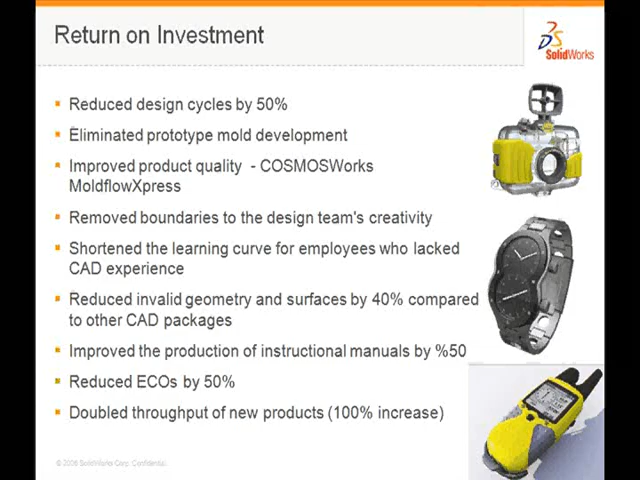 Return on Investment
SolidWorks
Reduced design cycles by 50%
Eliminated prototype mold development
Improved product quality - COSMOSWorks
MoldflowXpress
Removed boundaries to the design team's creativity
Shortened the learning curve for employees who lacked
CAD experience
Reduced invalid geometry and surfaces by 40% compared
to other CAD packages
Improved the production of instructional manuals by %50
Reduced ECOs by 50%
Doubled throughput of new products (100% increase)
SolidWorks Corp. Confidential.